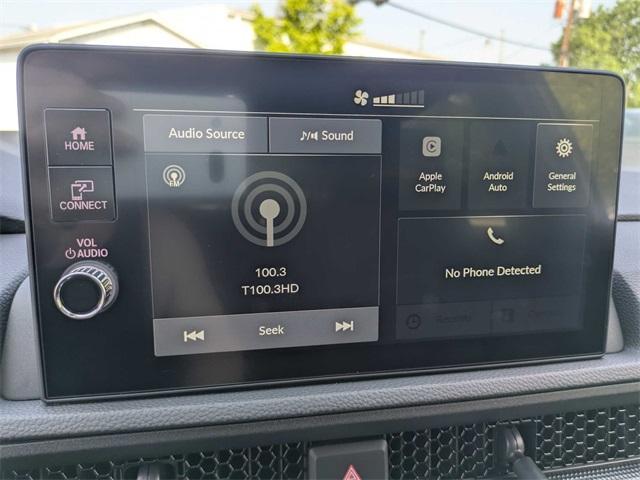 HOME
CONNECT
VOL
AUDIO
Audio Source
Sound
FM
100.3
T100.3HD
Seek
Apple
CarPlay
Android
Auto
General
Settings
No Phone Detected